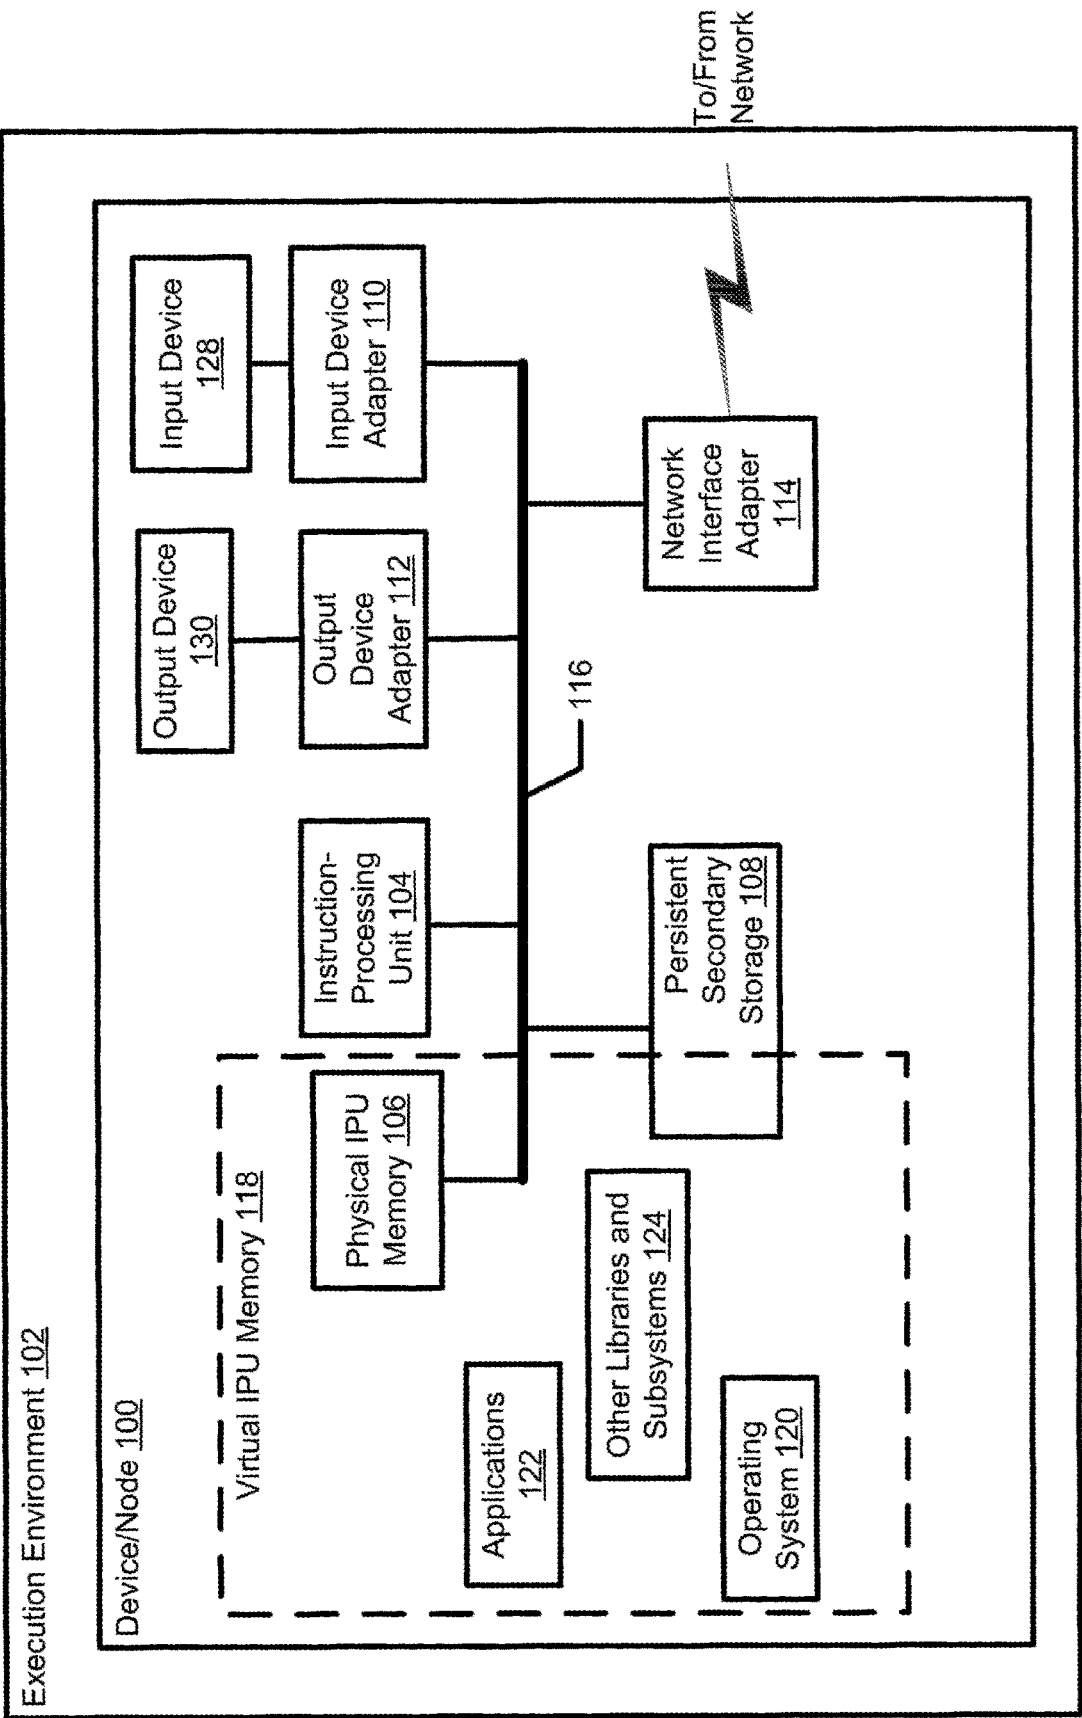 Execution Environment 102
Device/Node 100
Virtual IPU Memory 118
Physical IPU
Memory 106
Instruction-
Processing
Unit 104
Output Device
130
Output
Device
Adapter 112
Input Device
128
Input Device
Adapter 110
Applications
122
Other Libraries and
Subsystems 124
Operating
System 120
Persistent
Secondary
Storage 108
116
Network
Interface
Adapter
114
To/From
Network